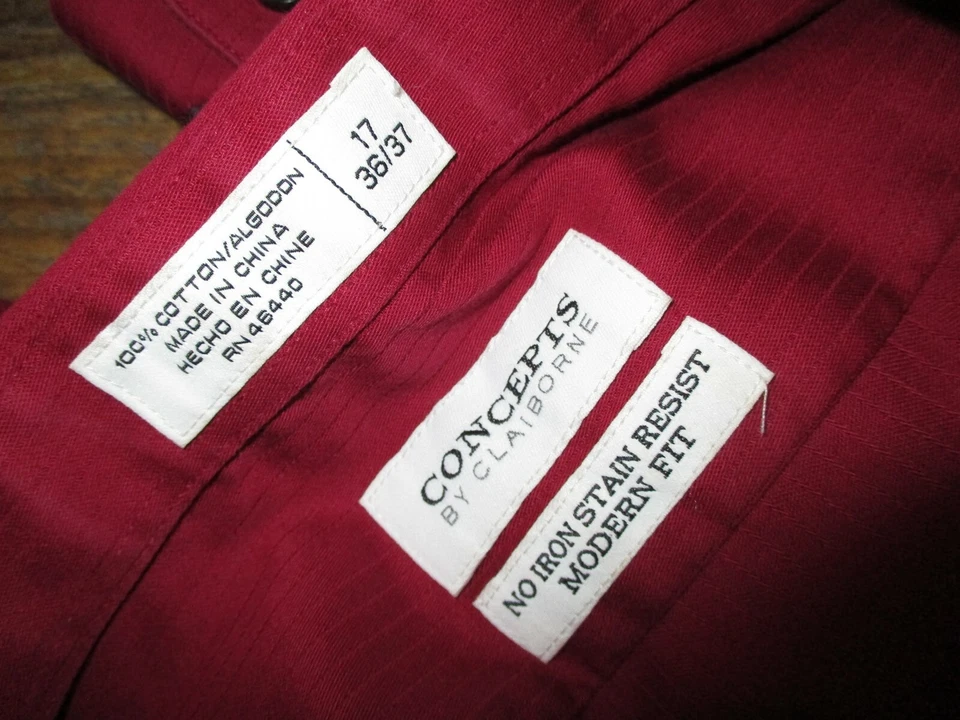 17
36/37
100% COTTON/ALGODON
MADE IN CHINA
HECHO EN CHINE
RN 46440
CONCEPTS
BY CLAIBORNE
NO IRON STAIN RESIST
MODERN FIT